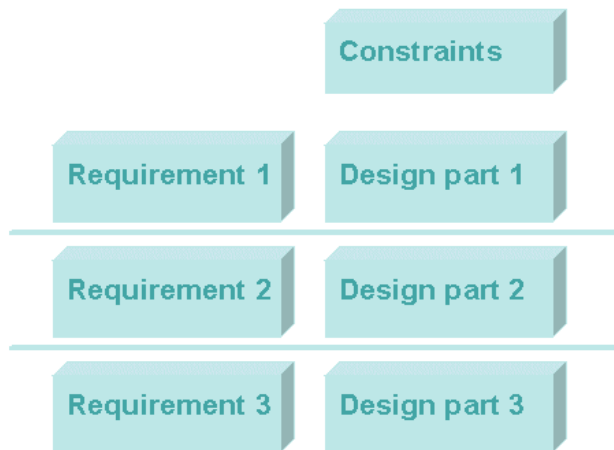 Constraints
Requirement 1 Design part 1
Requirement 2 Design part 2
Requirement 3 Design part 3